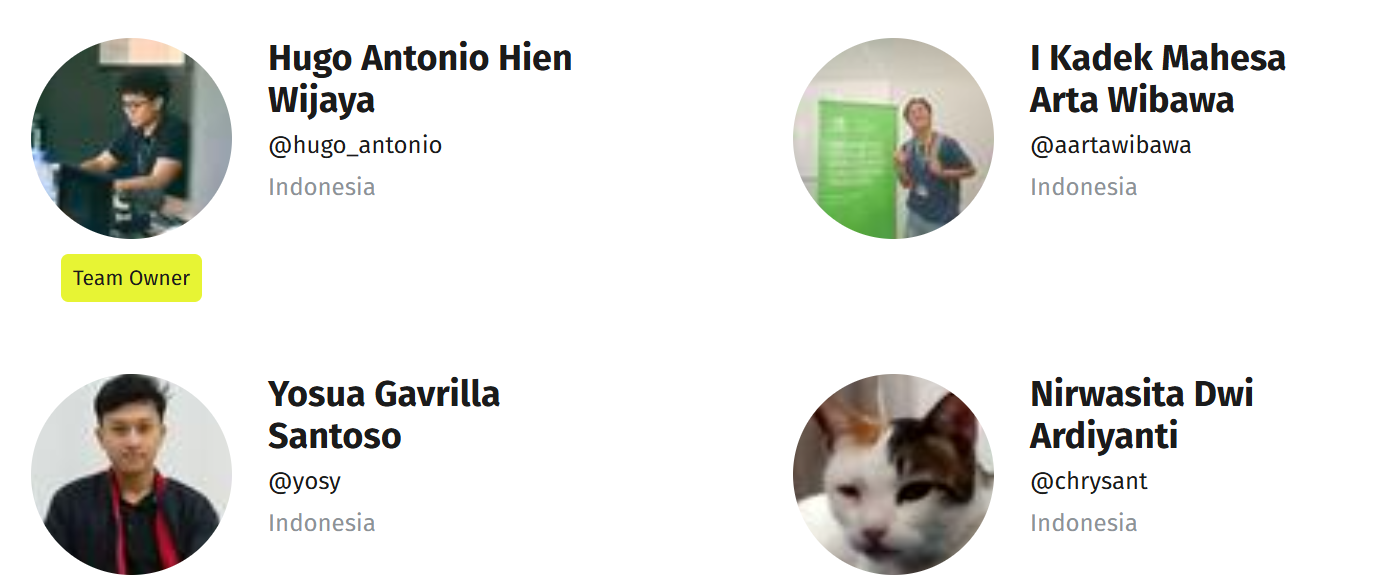 Hugo Antonio Hien
Wijaya
@hugo_antonio
Indonesia
Team Owner
I Kadek Mahesa
Arta Wibawa
@aartawibawa
Indonesia
Yosua Gavrilla
Santoso
@yosy
Indonesia
Nirwasita Dwi
Ardiyanti
@chrysant
Indonesia